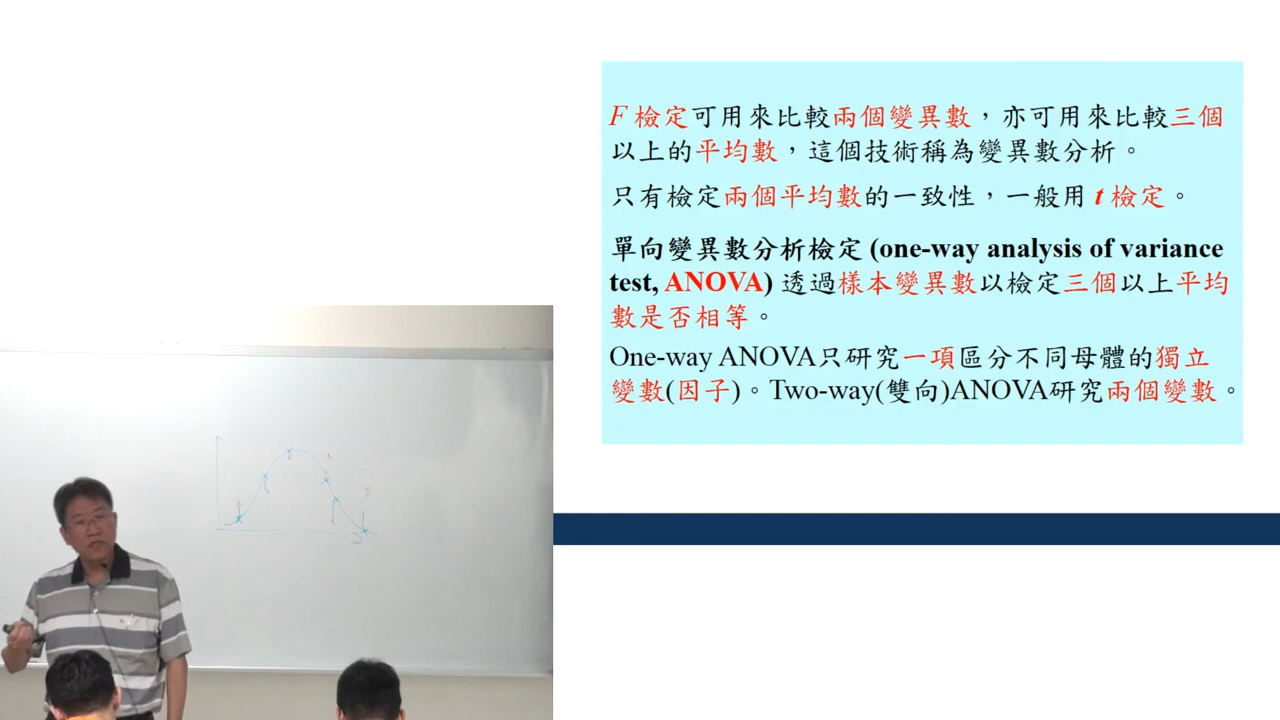 F 檢定可用來比較兩個變異數，亦可用來比較三個
以上的平均數，這個技術稱為變異數分析。
只有檢定兩個平均數的一致性，一般用 t 檢定。
單向變異數分析檢定 (one-way analysis of variance
test, ANOVA) 透過樣本變異數以檢定三個以上平均
數是否相等。
One-way ANOVA只研究一項區分不同母體的獨立
變數(因子)。Two-way(雙向)ANOVA研究兩個變數。